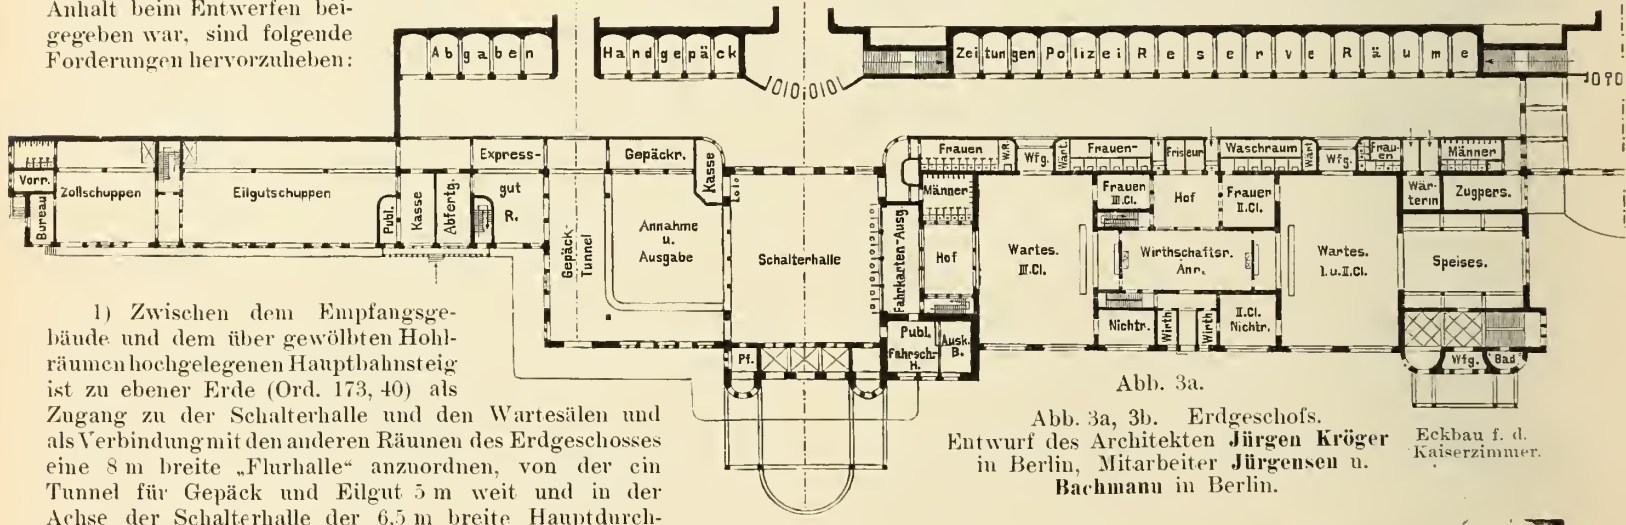 Anhalt beim Entwerfen bei-
gegeben war, sind folgende
Forderungen hervorzuheben:
Abgaben
Handgepäck
Zeitungen Polizei Reserve Räume
Vorr.
Bureau
Zollschuppen
Eilgutschuppen
Publ.
Kasse
Abfertg.
Express-
gut
R.
Gepäckr.
Kasse
Gepäck-
Tunnel
Annahme
u.
Ausgabe
Schalterhalle
Fahrkarten-Ausg.
Frauen
W.R.
Wfg.
Wärt.
Frauen-
Friseur
Waschraum
Wärt
Wfg.
Frau-
en
Männer
Männer
Hof
Frauen
III.Cl.
Hof
Frauen
II.Cl.
Wär-
terin
Zugpers.
Wartes.
III.Cl.
Wirthschaftsr.
Anr.
Wartes.
I.u.II.Cl.
Speises.
Nichtr.
Wirth
Wirth
II.Cl.
Nichtr.
Pf.
Publ.
Fahrsch-
H.
Ausk.
B.
Wfg.
Bad
1) Zwischen dem Empfangsge-
bäude und dem über gewölbten Hohl-
räumen hochgelegenen Hauptbahnsteig
ist zu ebener Erde (Ord. 173,40) als
Zugang zu der Schalterhalle und den Wartesälen und
als Verbindung mit den anderen Räumen des Erdgeschosses
eine 8 m breite „Flurhalle“ anzuordnen, von der ein
Tunnel für Gepäck und Eilgut 5 m weit und in der
Achse der Schalterhalle der 6,5 m breite Hauptdurch-
Abb. 3a.
Abb. 3a, 3b. Erdgeschofs.
Entwurf des Architekten Jürgen Kröger
in Berlin, Mitarbeiter Jürgensen u.
Bachmann in Berlin.
Eckbau f. d.
Kaiserzimmer.